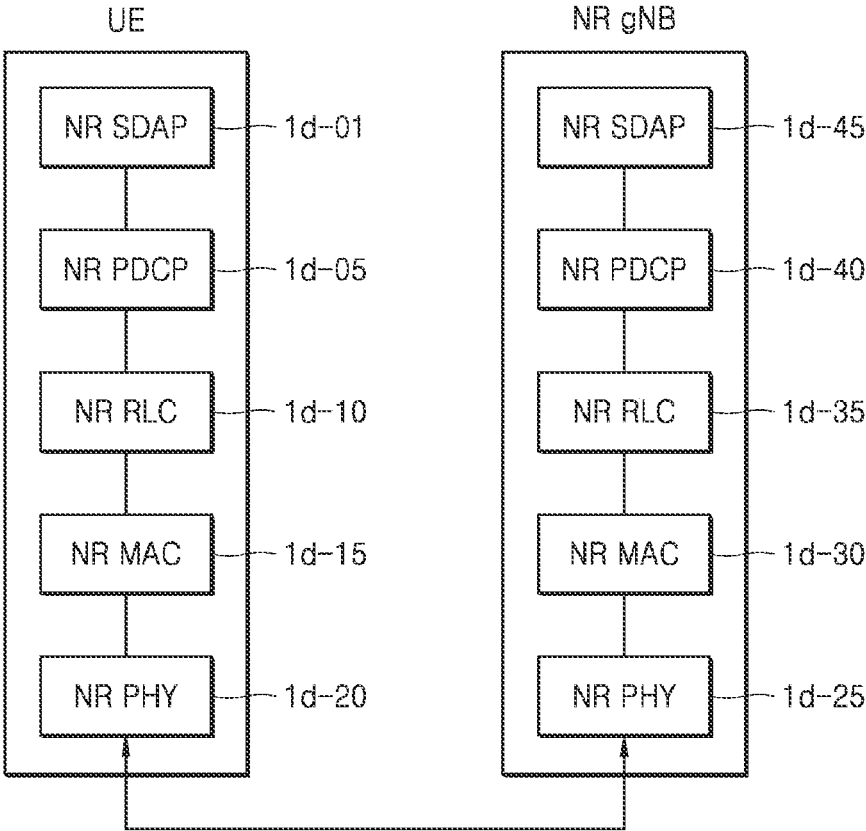 UE NR gNB
NR SDAP 1d-01 NR SDAP 1d-45
NR PDCP 1d-05 NR PDCP 1d-40
NR RLC 1d-10 NR RLC 1d-35
NR MAC 1d-15 NR MAC 1d-30
NR PHY 1d-20 NR PHY 1d-25